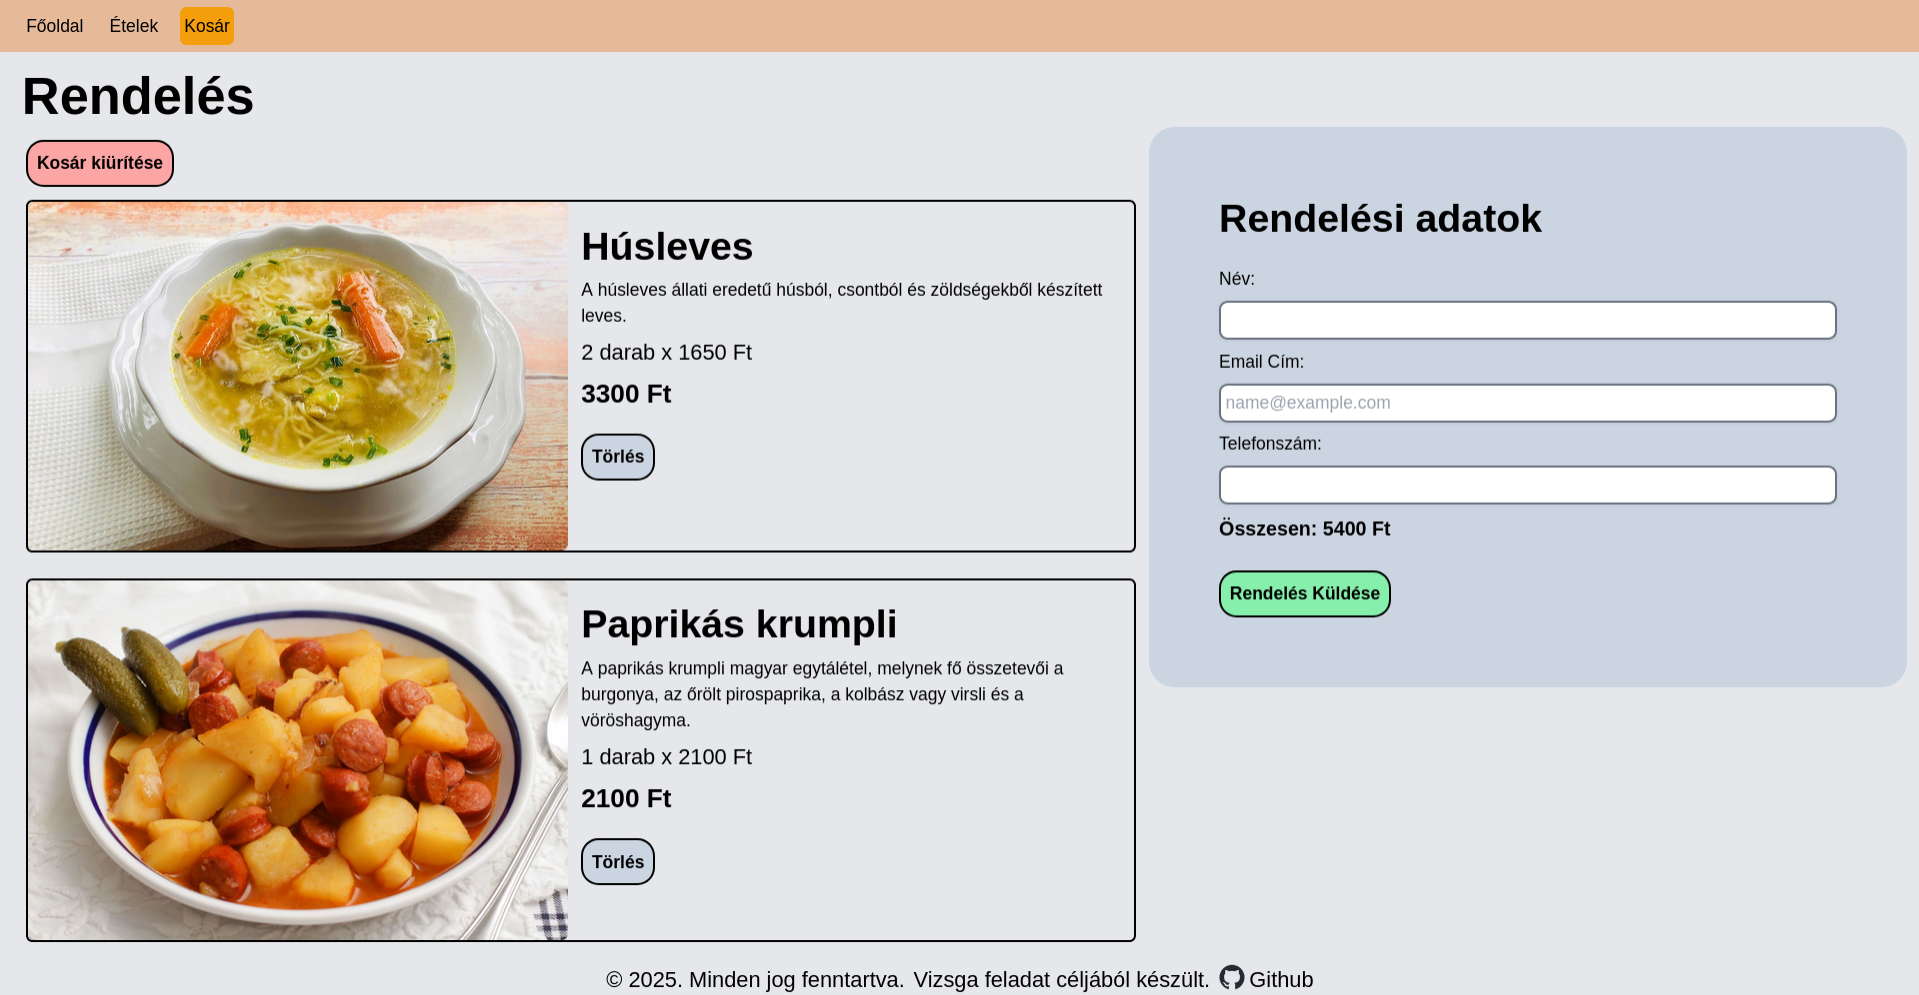 Főoldal Ételek Kosár
Rendelés
Kosár kiürítése
Húsleves
A húsleves állati eredetű húsból, csontból és zöldségekből készített
leves.
2 darab x 1650 Ft
3300 Ft
Törlés
Paprikás krumpli
A paprikás krumpli magyar egytálétel, melynek fő összetevői a
burgonya, az őrölt pirospaprika, a kolbász vagy virsli és a
vöröshagyma.
1 darab x 2100 Ft
2100 Ft
Törlés
Rendelési adatok
Név:
Email Cím:
name@example.com
Telefonszám:
Összesen: 5400 Ft
Rendelés Küldése
© 2025. Minden jog fenntartva. Vizsga feladat céljából készült. Github